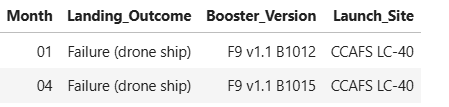 Month Landing_Outcome Booster_Version Launch_Site
01 Failure (drone ship) F9 v1.1 B1012 CCAFS LC-40
04 Failure (drone ship) F9 v1.1 B1015 CCAFS LC-40